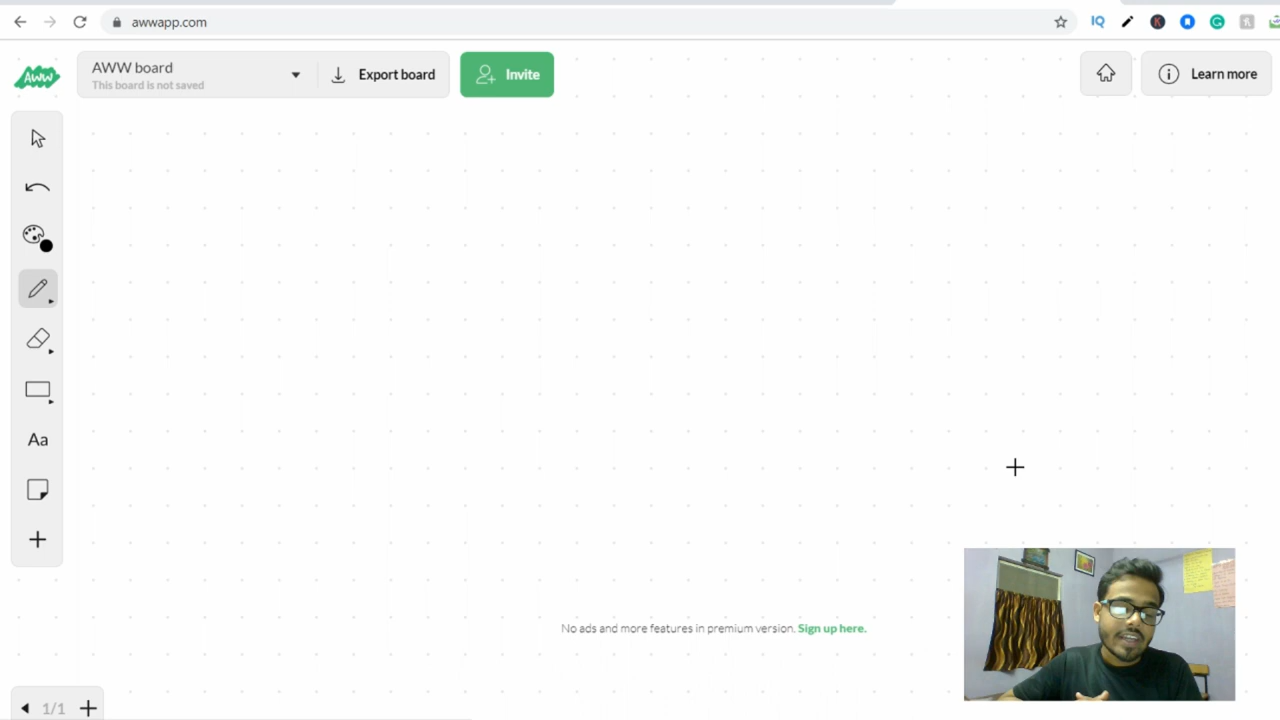 awwapp.com
IQ
AWW
AWW board
This board is not saved
Export board
Invite
Learn more
Aa
No ads and more features in premium version. Sign up here.
1/1